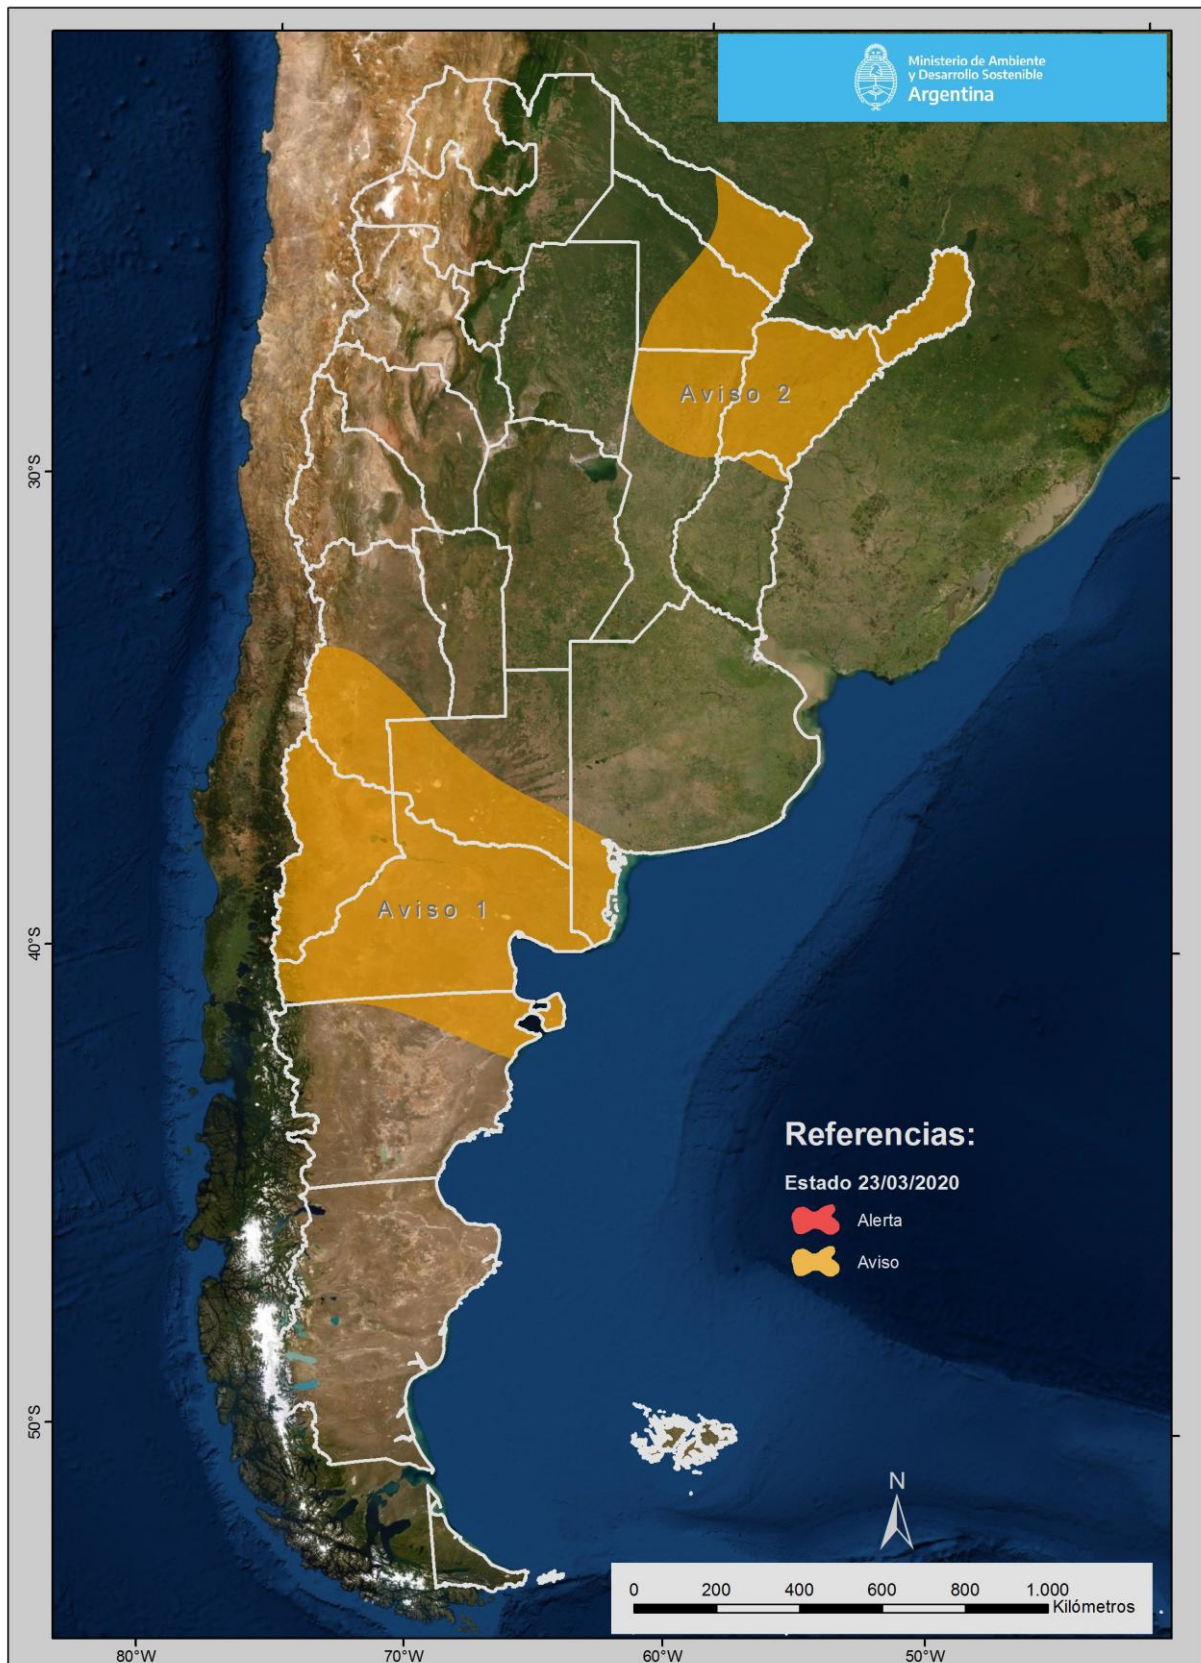 Ministerio de Ambiente
y Desarrollo Sostenible
Argentina
Aviso 2
30°S
Aviso 1
40°S
Referencias:
Estado 23/03/2020
Alerta
Aviso
50°S
N
0 200 400 600 800 1.000
Kilómetros
80°W 70°W 60°W 50°W